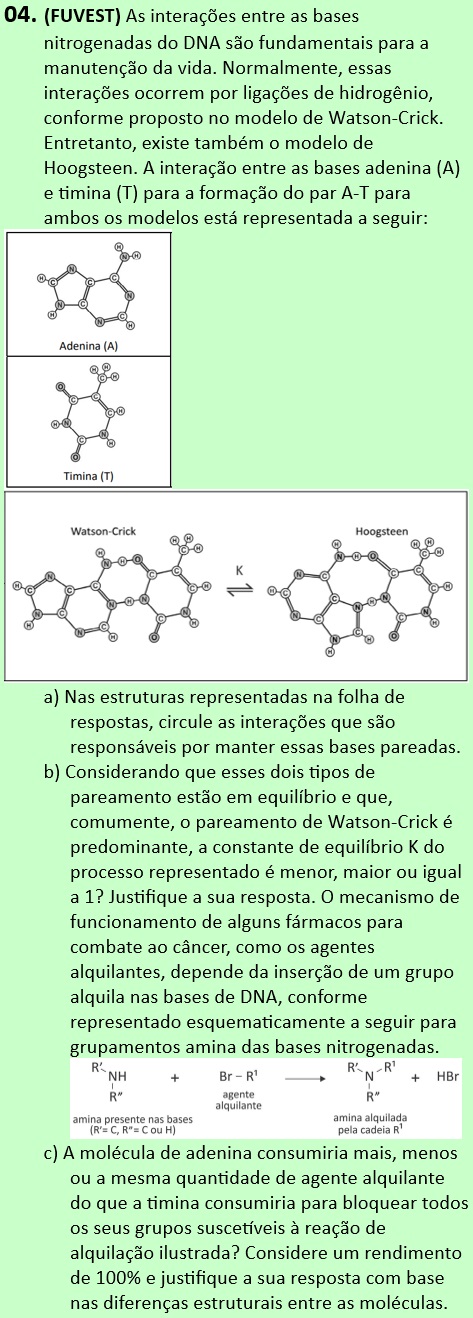 04. (FUVEST) As interações entre as bases
nitrogenadas do DNA são fundamentais para a
manutenção da vida. Normalmente, essas
interações ocorrem por ligações de hidrogênio,
conforme proposto no modelo de Watson-Crick.
Entretanto, existe também o modelo de
Hoogsteen. A interação entre as bases adenina (A)
e timina (T) para a formação do par A-T para
ambos os modelos está representada a seguir:
Adenina (A)
Timina (T)
Watson-Crick
K
Hoogsteen
a) Nas estruturas representadas na folha de
respostas, circule as interações que são
responsáveis por manter essas bases pareadas.
b) Considerando que esses dois tipos de
pareamento estão em equilíbrio e que,
comumente, o pareamento de Watson-Crick é
predominante, a constante de equilíbrio K do
processo representado é menor, maior ou igual
a 1? Justifique a sua resposta. O mecanismo de
funcionamento de alguns fármacos para
combate ao câncer, como os agentes
alquilantes, depende da inserção de um grupo
alquila nas bases de DNA, conforme
representado esquematicamente a seguir para
grupamentos amina das bases nitrogenadas.
R' NH R" + Br – R¹ R' N R¹ R" + HBr
agente
alquilante
amina presente nas bases
(R'= C, R"= C ou H)
amina alquilada
pela cadeia R¹
c) A molécula de adenina consumiria mais, menos
ou a mesma quantidade de agente alquilante
do que a timina consumiria para bloquear todos
os seus grupos suscetíveis à reação de
alquilação ilustrada? Considere um rendimento
de 100% e justifique a sua resposta com base
nas diferenças estruturais entre as moléculas.